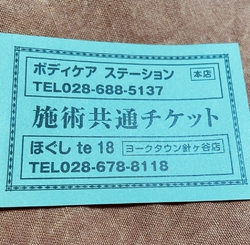 ボディケア ステーション 本店
TEL028-688-5137
施術共通チケット
ほぐし te 18 ヨークタウン針ヶ谷店
TEL028-678-8118